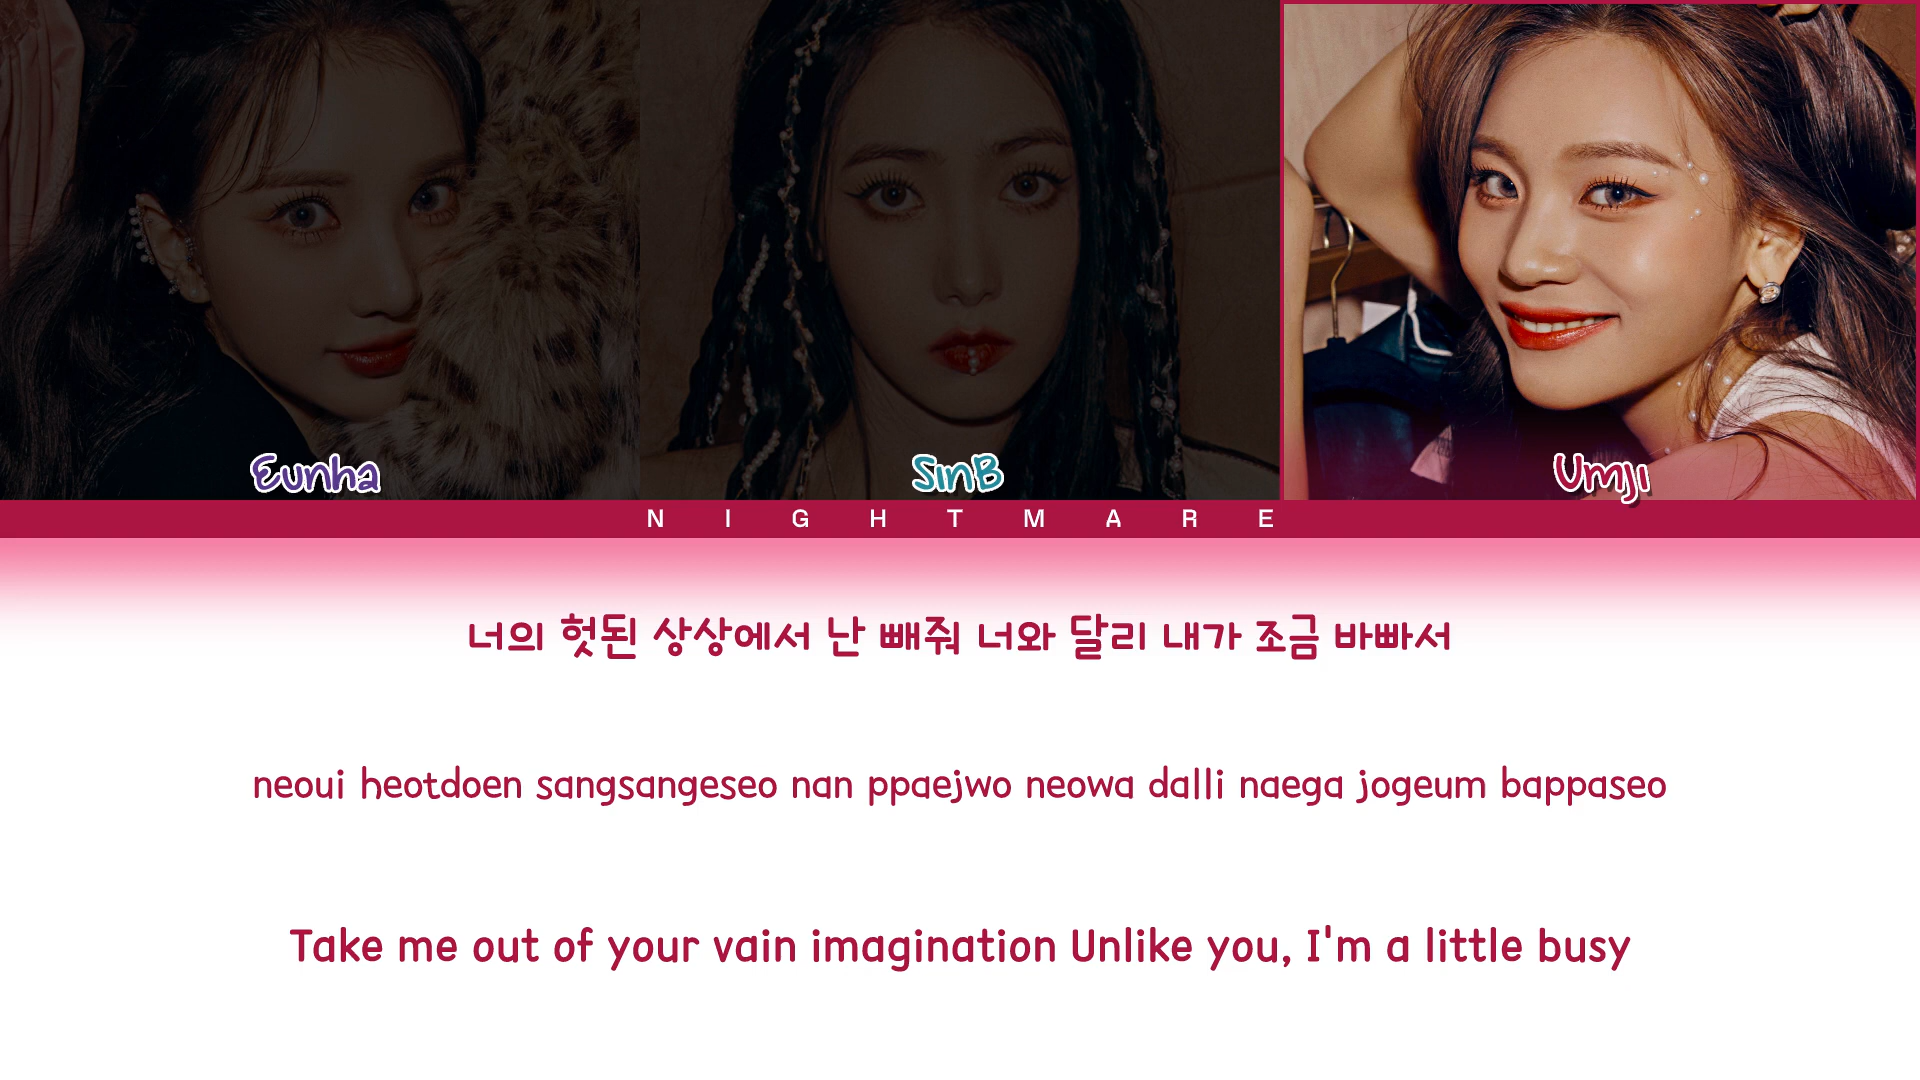 Eunha
SinB
Umji
NIGHTMARE
너의 헛된 상상에서 난 빼줘 너와 달리 내가 조금 바빠서
neoui heotdoen sangsangeseo nan ppaejwo neowa dalli naega jogeum bappaseo
Take me out of your vain imagination Unlike you, I'm a little busy